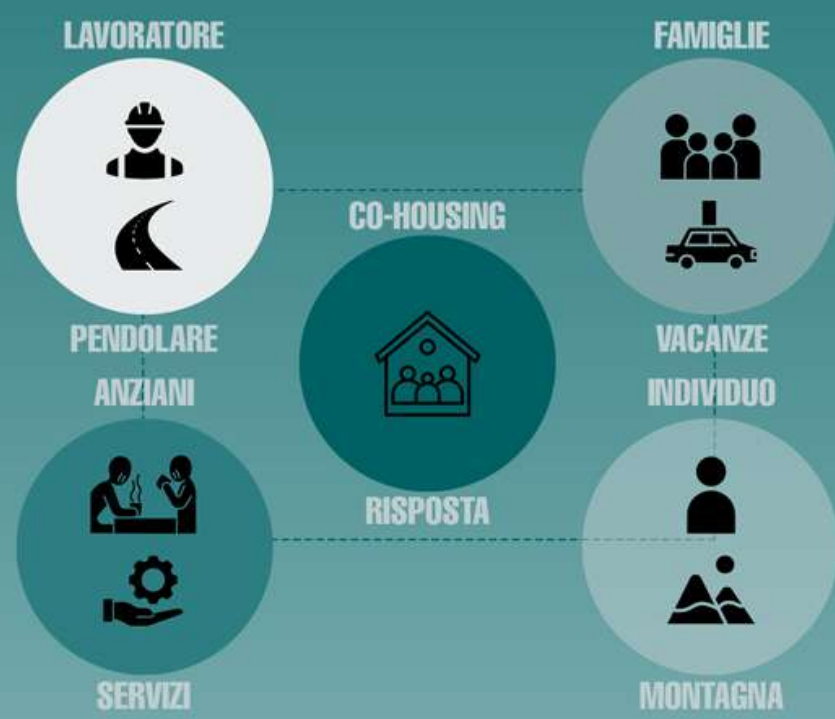 LAVORATORE
FAMIGLIE
CO-HOUSING
PENDOLARE
VACANZE
ANZIANI
INDIVIDUO
RISPOSTA
SERVIZI
MONTAGNA